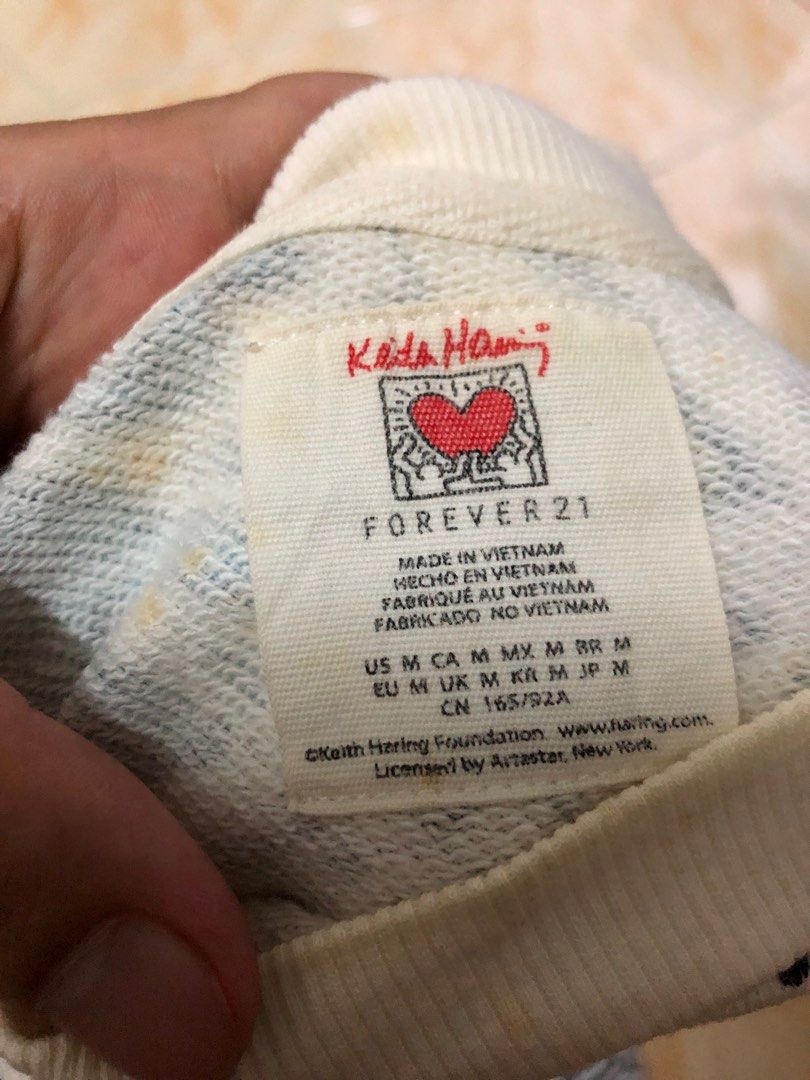 Keith Haring
FOREVER 21
MADE IN VIETNAM
HECHO EN VIETNAM
FABRIQUÉ AU VIETNAM
FABRICADO NO VIETNAM
US M CA M MX M BR M
EU M UK M KR M JP M
CN 165/92A
©Keith Haring Foundation. www.haring.com.
Licensed by Artestar, New York.